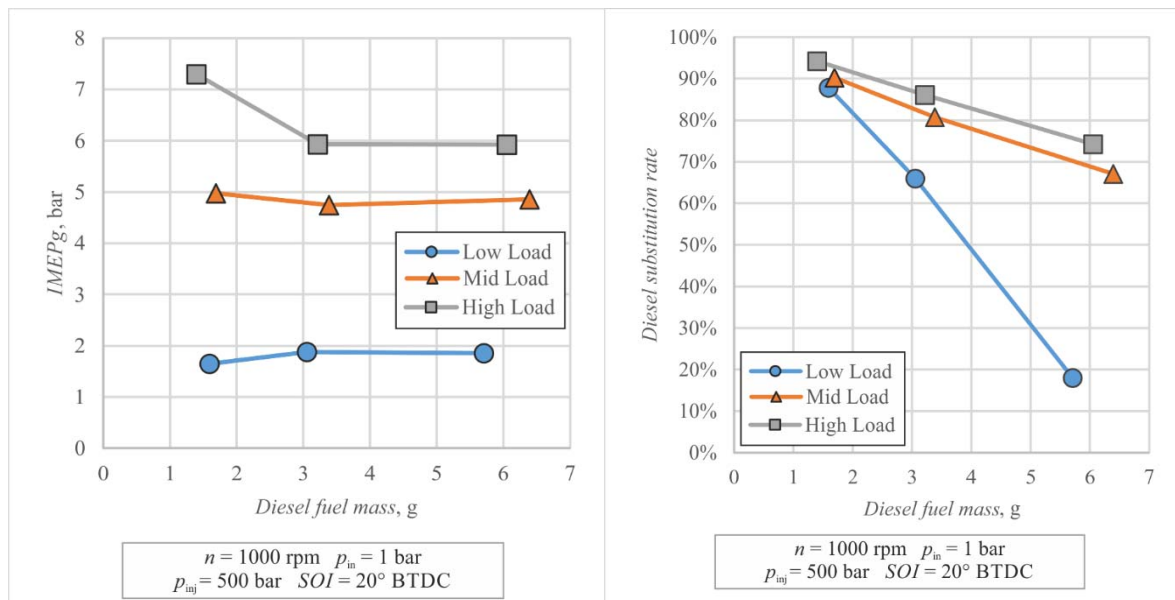 8
7
6
5
4
3
2
1
0
IMEPg, bar
Low Load
Mid Load
High Load
0 1 2 3 4 5 6 7
Diesel fuel mass, g
n = 1000 rpm p_in = 1 bar
p_inj = 500 bar SOI = 20° BTDC
100%
90%
80%
70%
60%
50%
40%
30%
20%
10%
0%
Diesel substitution rate
Low Load
Mid Load
High Load
0 1 2 3 4 5 6 7
Diesel fuel mass, g
n = 1000 rpm p_in = 1 bar
p_inj = 500 bar SOI = 20° BTDC